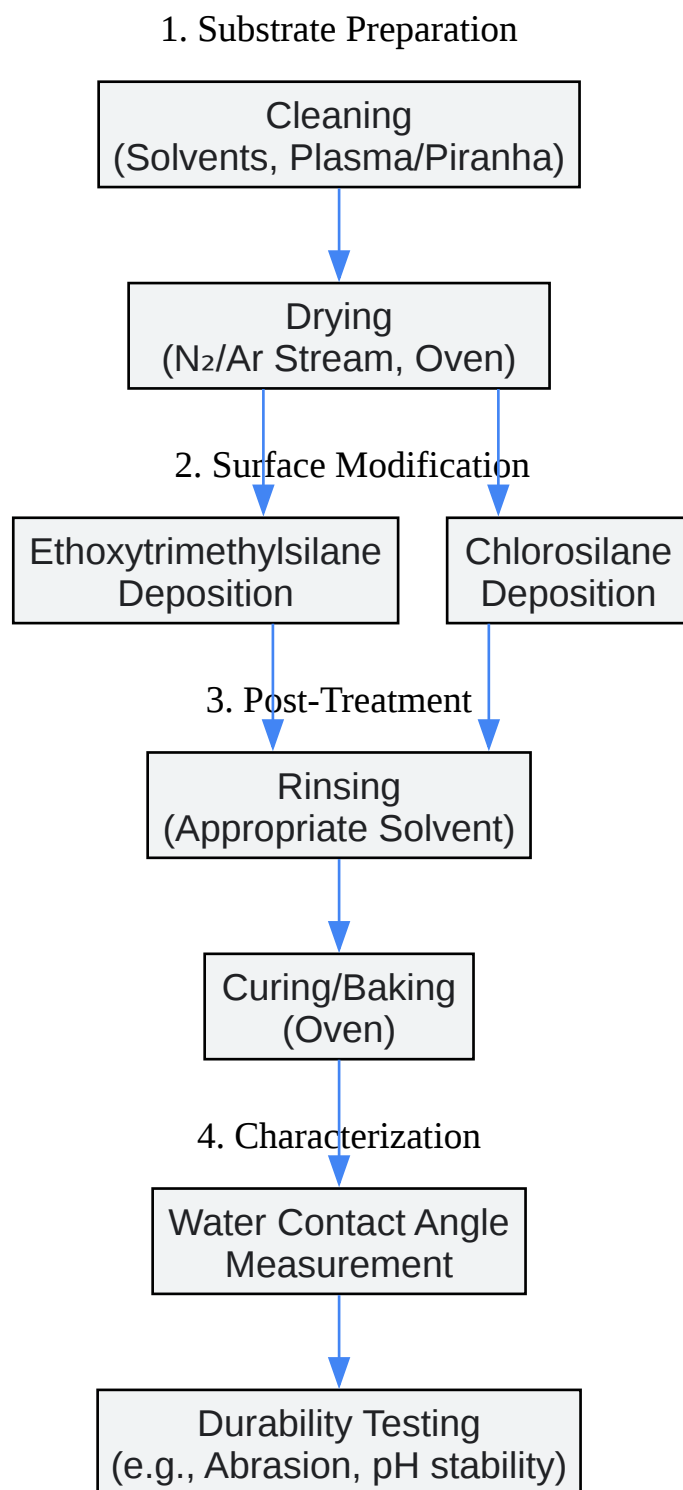 1. Substrate Preparation
Cleaning
(Solvents, Plasma/Piranha)
Drying
(N₂/Ar Stream, Oven)
2. Surface Modification
Ethoxytrimethylsilane
Deposition
Chlorosilane
Deposition
3. Post-Treatment
Rinsing
(Appropriate Solvent)
Curing/Baking
(Oven)
4. Characterization
Water Contact Angle
Measurement
Durability Testing
(e.g., Abrasion, pH stability)